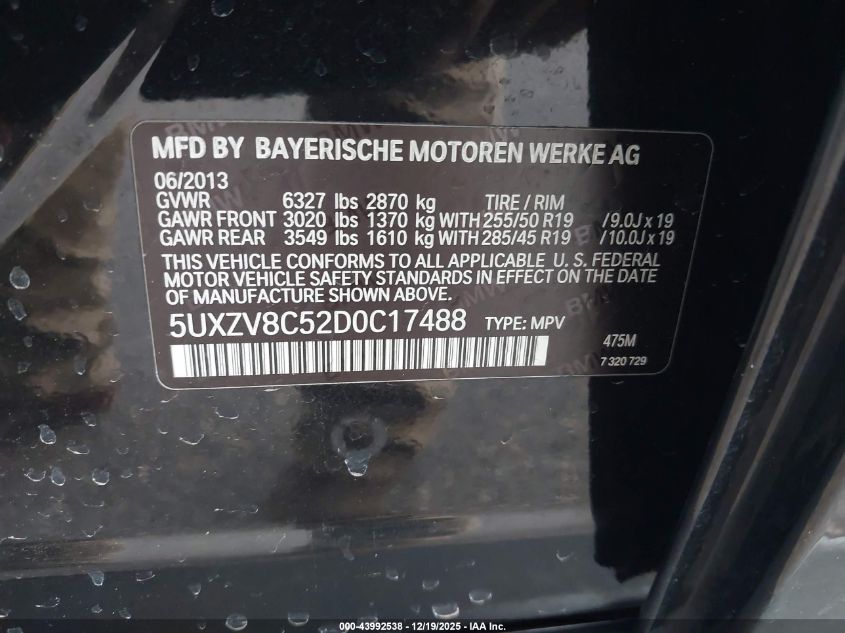 MFD BY BAYERISCHE MOTOREN WERKE AG
06/2013
GVWR 6327 lbs 2870 kg TIRE / RIM
GAWR FRONT 3020 lbs 1370 kg WITH 255/50 R19 / 9.0J x 19
GAWR REAR 3549 lbs 1610 kg WITH 285/45 R19 / 10.0J x 19
THIS VEHICLE CONFORMS TO ALL APPLICABLE U. S. FEDERAL
MOTOR VEHICLE SAFETY STANDARDS IN EFFECT ON THE DATE
OF MANUFACTURE SHOWN ABOVE.
5UXZV8C52D0C17488 TYPE: MPV
475M
7 320 729
000-43992538 - 12/19/2025 - IAA Inc.